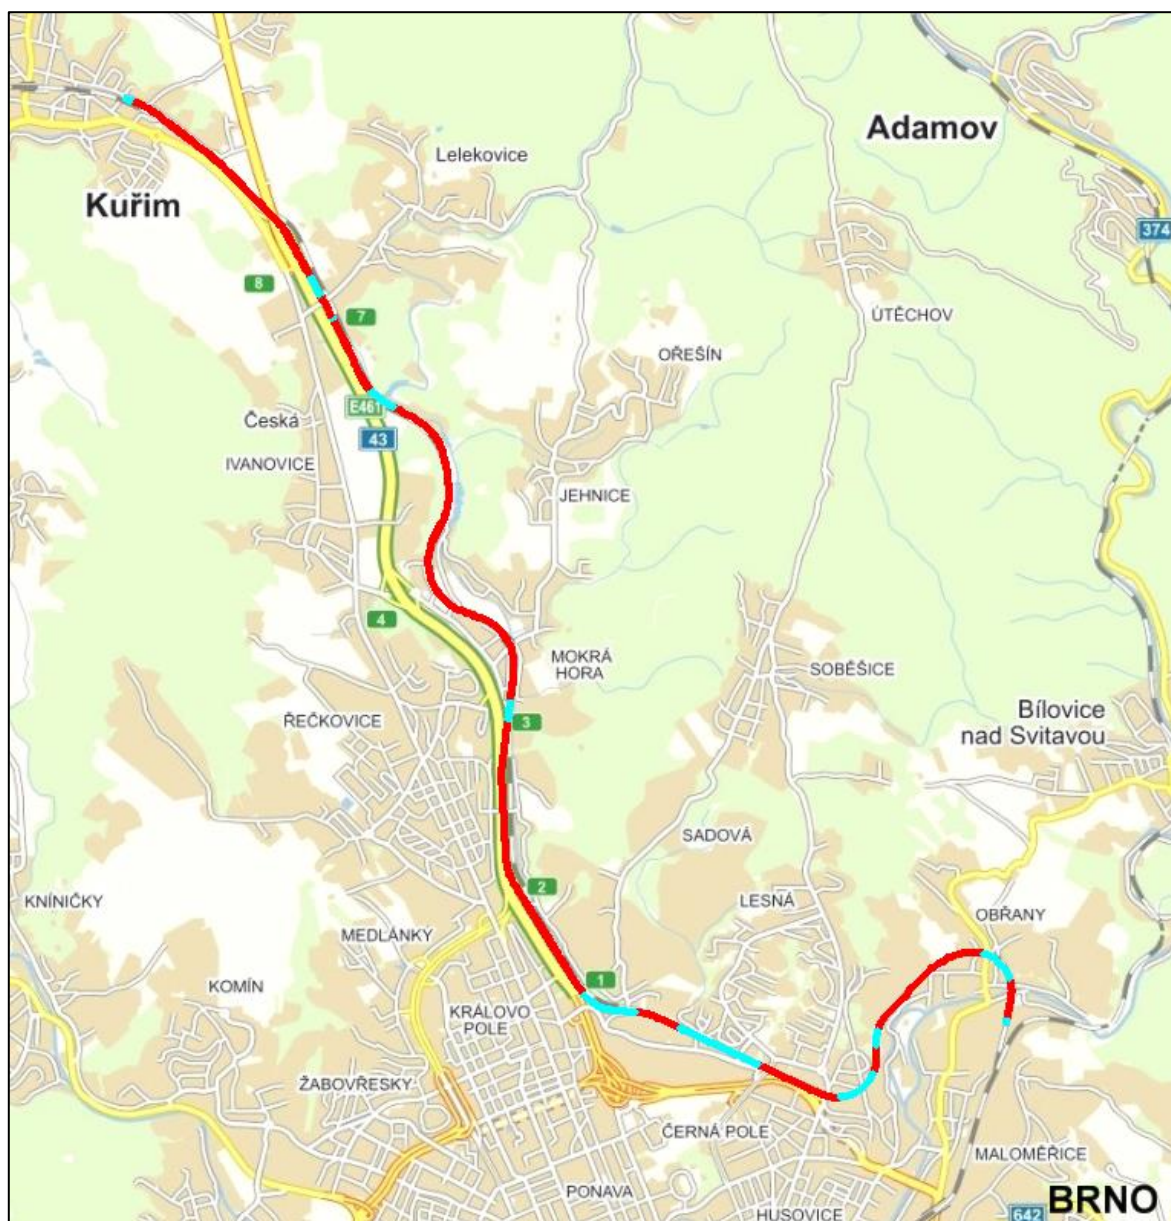 Adamov
Lelekovice
Kuřim
374
8
7
ÚTĚCHOV
OŘEŠÍN
E461
Česká
43
IVANOVICE
JEHNICE
4
MOKRÁ
HORA
SOBĚŠICE
ŘEČKOVICE
3
Bílovice
nad Svitavou
SADOVÁ
2
LESNÁ
KNÍNIČKY
OBŘANY
MEDLÁNKY
1
KOMÍN
KRÁLOVO
POLE
ŽABOVŘESKY
ČERNÁ POLE
MALOMĚŘICE
PONAVA
BRNO
HUSOVICE
642